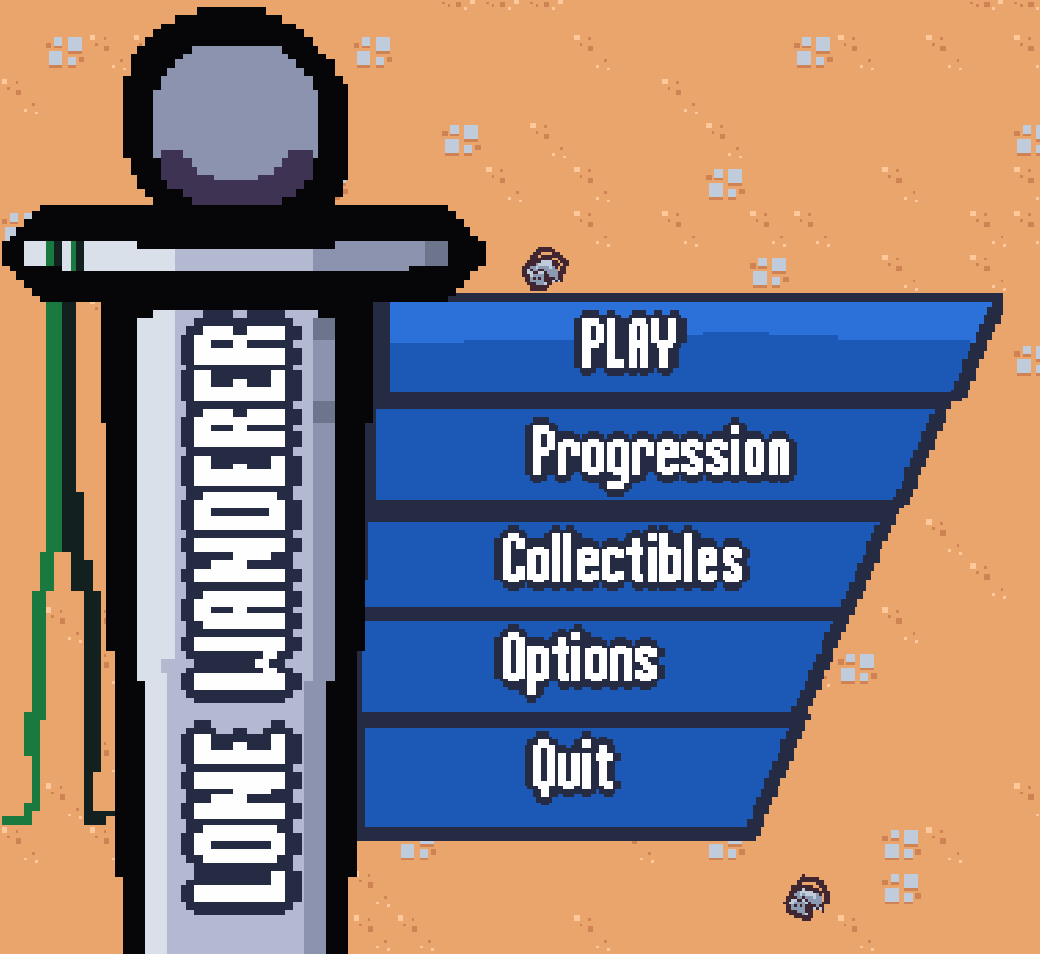 LONE WANDERER
PLAY
Progression
Collectibles
Options
Quit